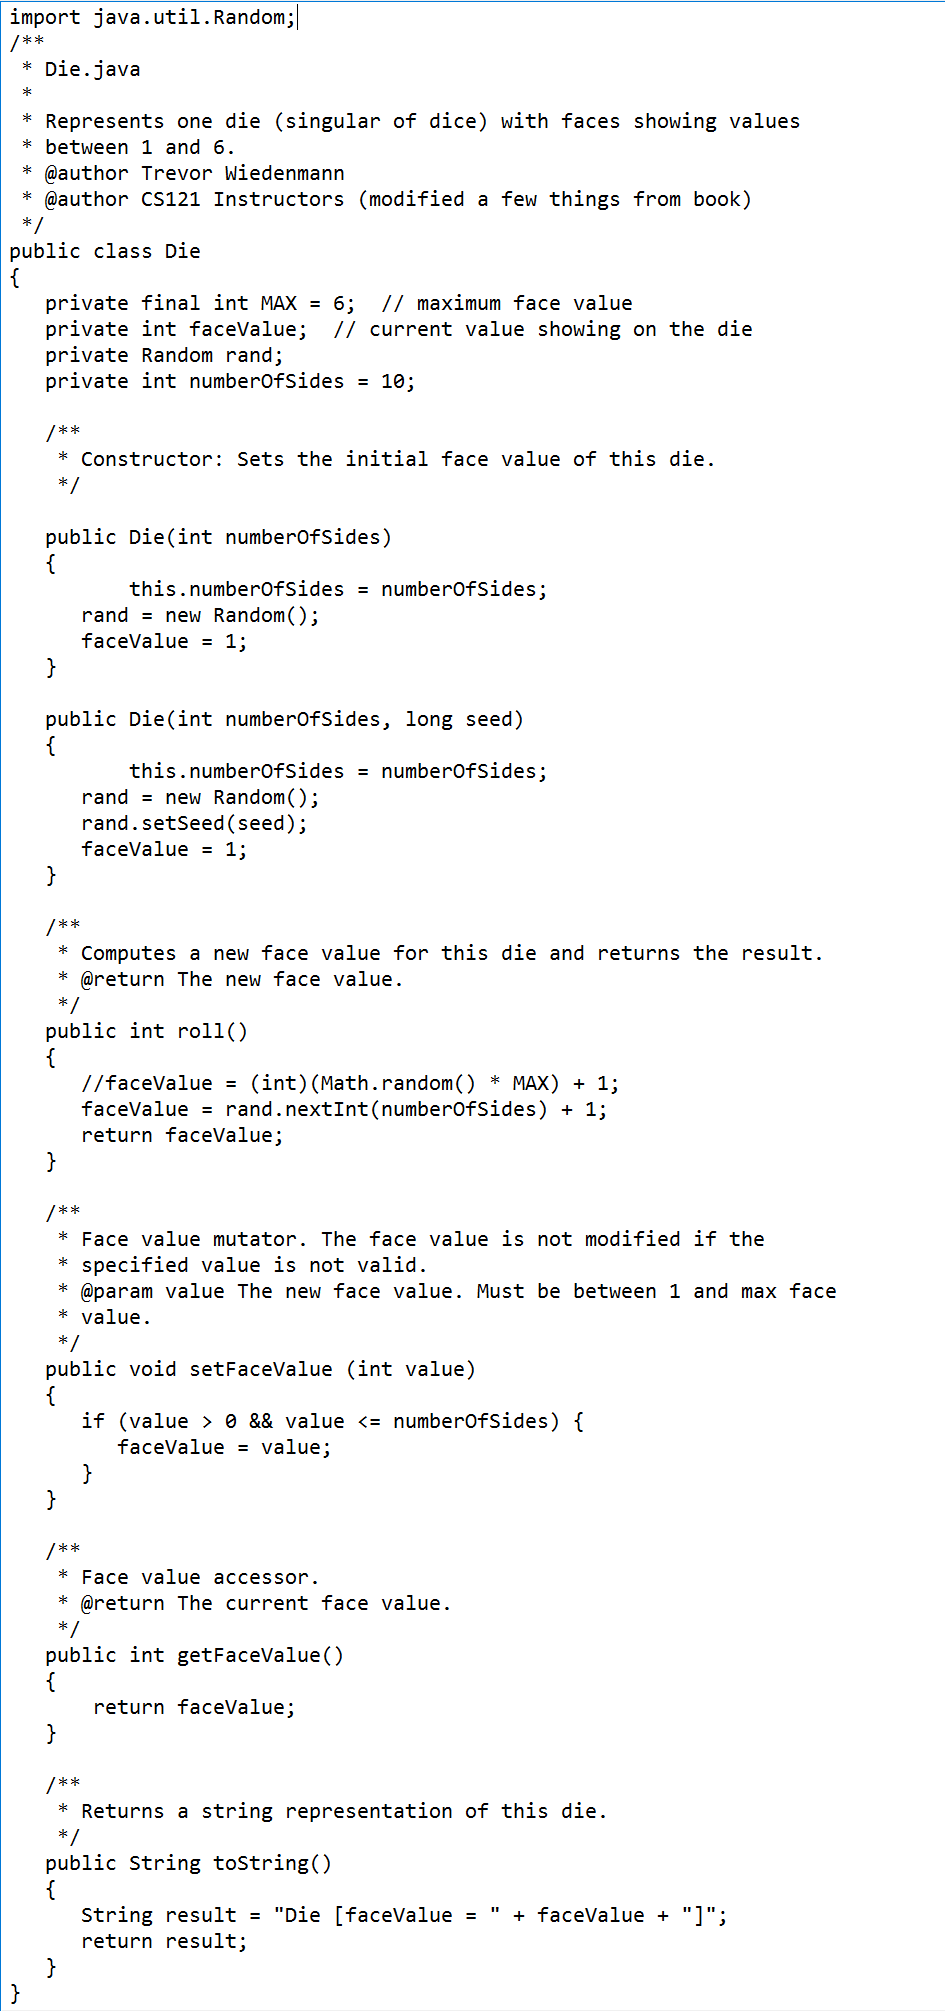 import java.util.Random;
/**
 * Die.java
 *
 * Represents one die (singular of dice) with faces showing values
 * between 1 and 6.
 * @author Trevor Wiedenmann
 * @author CS121 Instructors (modified a few things from book)
 */
public class Die
{
   private final int MAX = 6;  // maximum face value
   private int faceValue;  // current value showing on the die
   private Random rand;
   private int numberOfSides = 10;

   /**
    * Constructor: Sets the initial face value of this die.
    */

   public Die(int numberOfSides)
   {
          this.numberOfSides = numberOfSides;
      rand = new Random();
      faceValue = 1;
   }

   public Die(int numberOfSides, long seed)
   {
          this.numberOfSides = numberOfSides;
      rand = new Random();
      rand.setSeed(seed);
      faceValue = 1;
   }

   /**
    * Computes a new face value for this die and returns the result.
    * @return The new face value.
    */
   public int roll()
   {
      //faceValue = (int)(Math.random() * MAX) + 1;
      faceValue = rand.nextInt(numberOfSides) + 1;
      return faceValue;
   }

   /**
    * Face value mutator. The face value is not modified if the
    * specified value is not valid.
    * @param value The new face value. Must be between 1 and max face
    * value.
    */
   public void setFaceValue (int value)
   {
      if (value > 0 && value <= numberOfSides) {
         faceValue = value;
      }
   }

   /**
    * Face value accessor.
    * @return The current face value.
    */
   public int getFaceValue()
   {
       return faceValue;
   }

   /**
    * Returns a string representation of this die.
    */
   public String toString()
   {
      String result = "Die [faceValue = " + faceValue + "]";
      return result;
   }
}